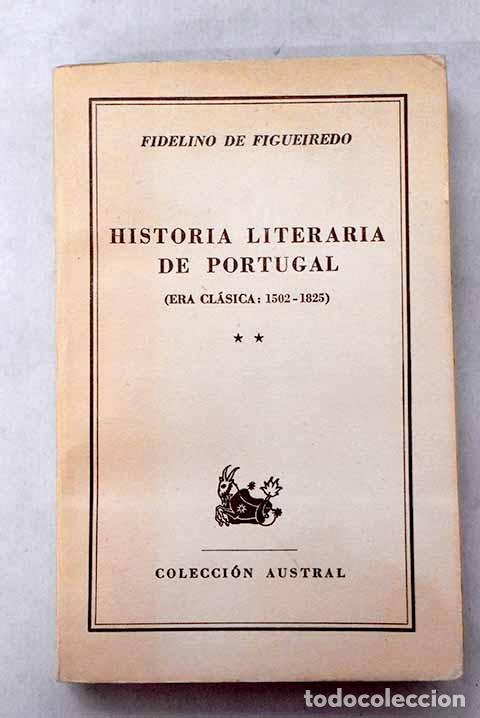 FIDELINO DE FIGUEIREDO
HISTORIA LITERARIA
DE PORTUGAL
(ERA CLÁSICA: 1502-1825)
★ ★
COLECCIÓN AUSTRAL
todocoleccion